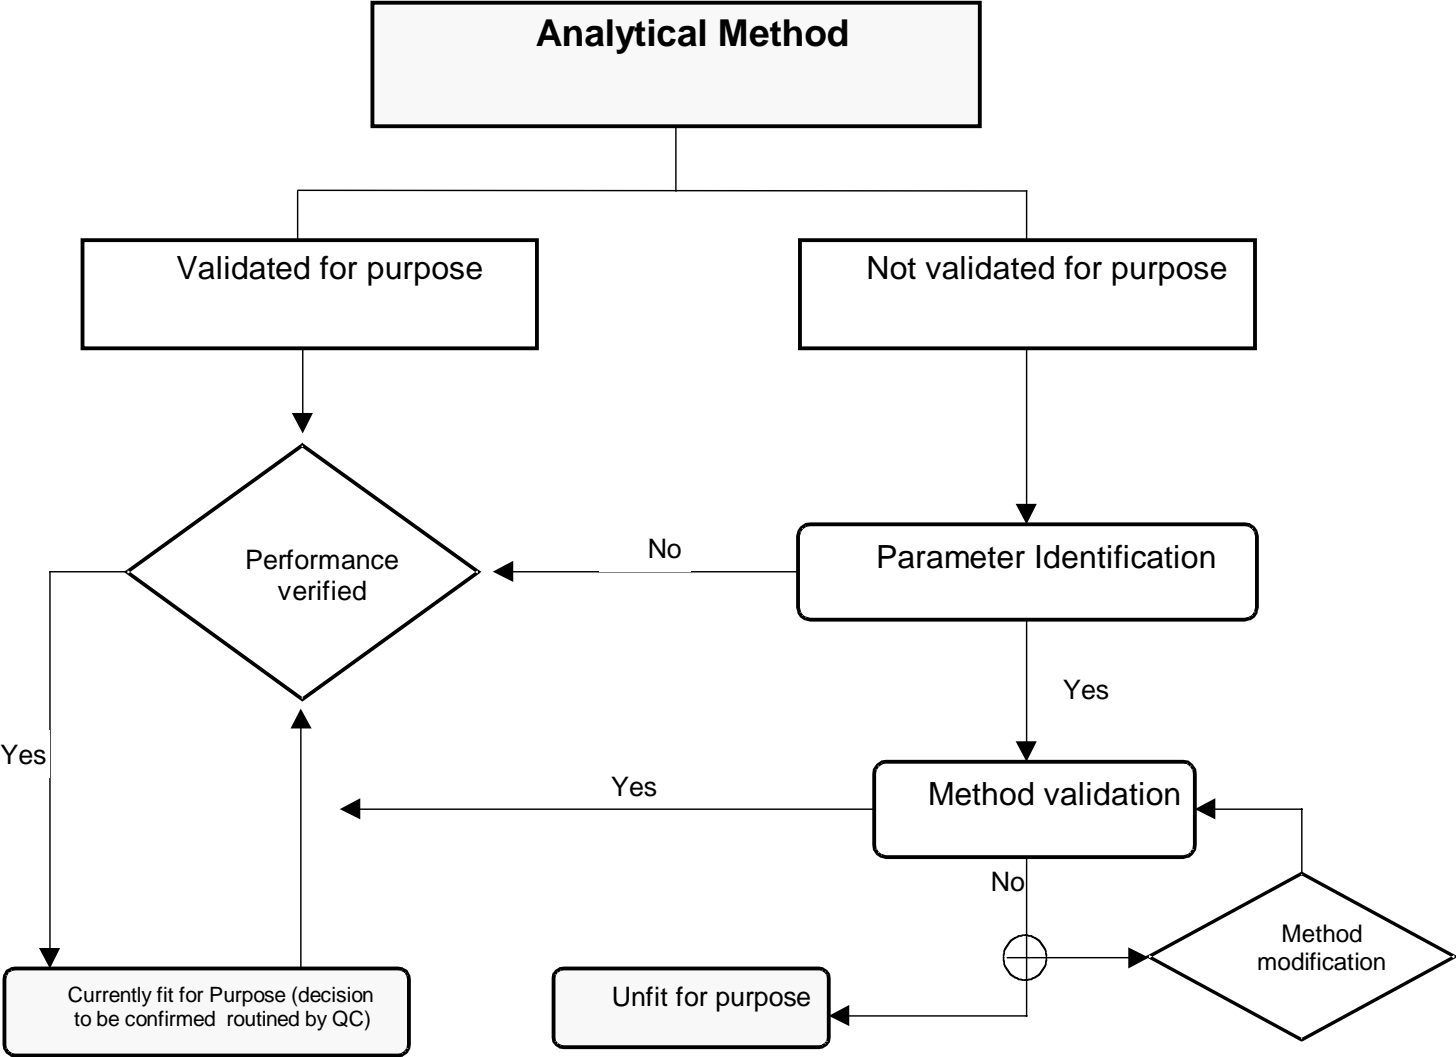 Analytical Method
Validated for purpose
Not validated for purpose
Performance
verified
No
Parameter Identification
Yes
Yes
Yes
Method validation
No
Method
modification
Currently fit for Purpose (decision
to be confirmed routined by QC)
Unfit for purpose